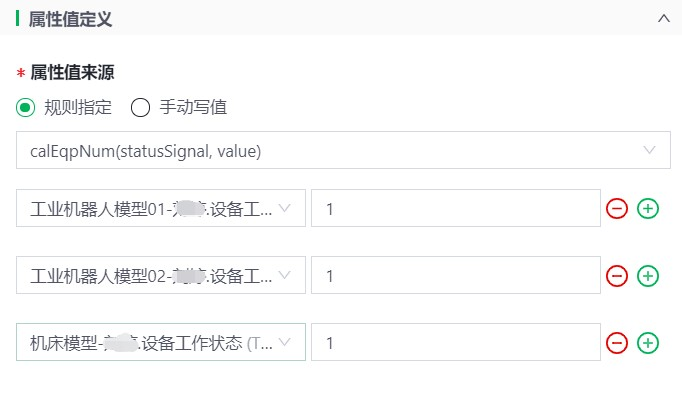 属性值定义
* 属性值来源
规则指定 手动写值
calEqpNum(statusSignal, value)
工业机器人模型01-.设备工... 1
工业机器人模型02-.设备工... 1
机床模型-.设备工作状态 (T... 1